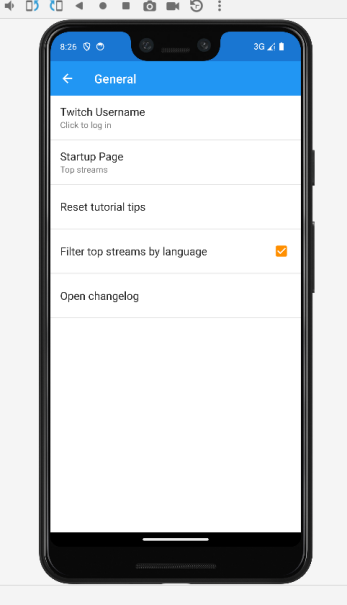 8:26
3G
General
Twitch Username
Click to log in
Startup Page
Top streams
Reset tutorial tips
Filter top streams by language
Open changelog